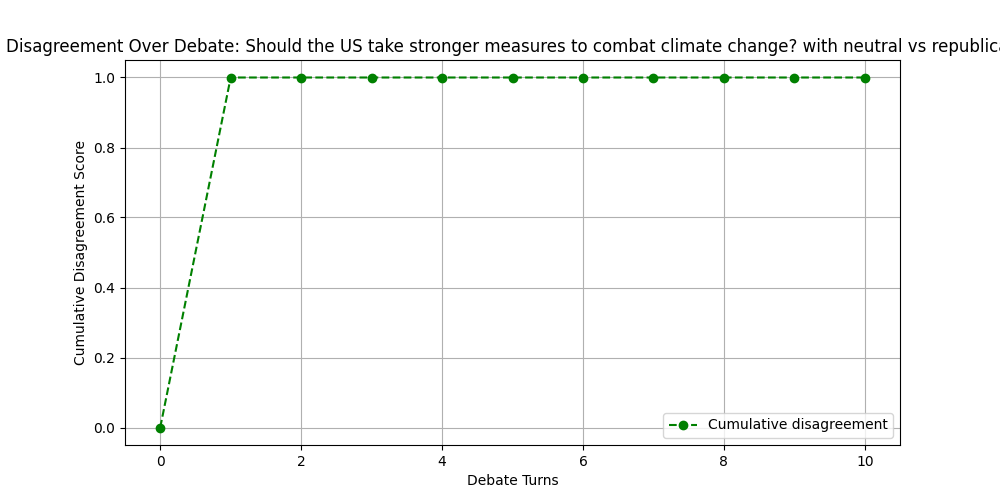 Disagreement Over Debate: Should the US take stronger measures to combat climate change? with neutral vs
1.0
0.8
0.6
0.4
0.2
0.0
Cumulative Disagreement Score
Cumulative disagreement
0 2 4 6 8 10
Debate Turns